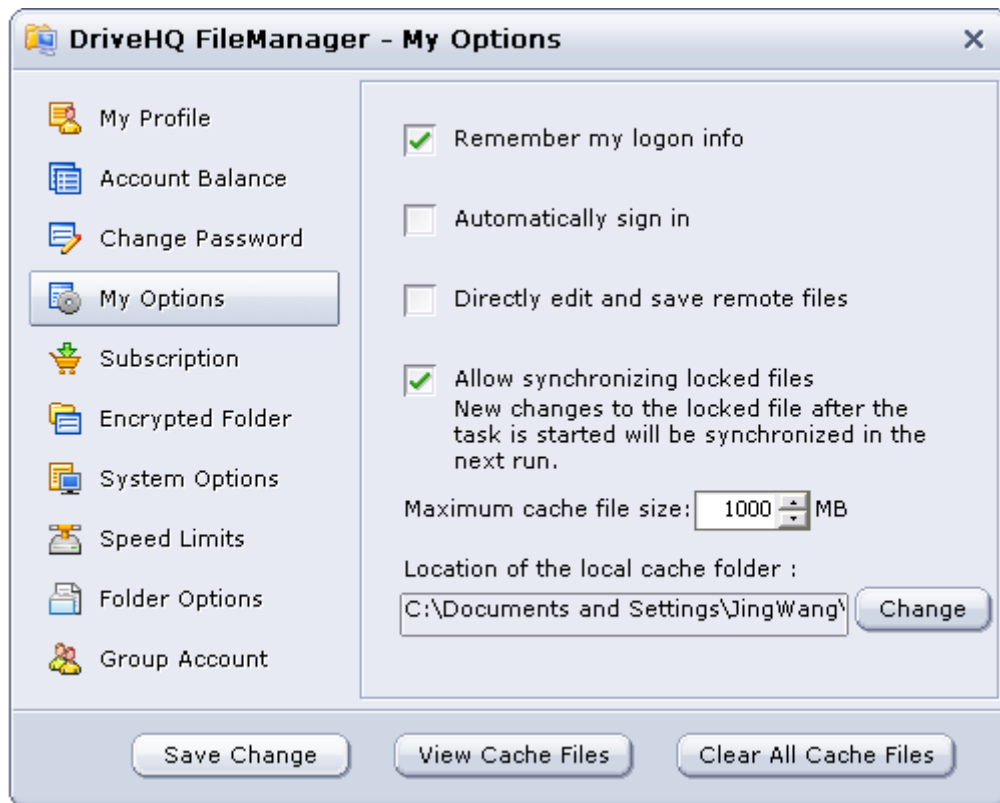 DriveHQ FileManager - My Options
My Profile
Account Balance
Change Password
My Options
Subscription
Encrypted Folder
System Options
Speed Limits
Folder Options
Group Account
Remember my logon info
Automatically sign in
Directly edit and save remote files
Allow synchronizing locked files
New changes to the locked file after the
task is started will be synchronized in the
next run.
Maximum cache file size: 1000 MB
Location of the local cache folder :
C:\Documents and Settings\JingWang\ Change
Save Change View Cache Files Clear All Cache Files